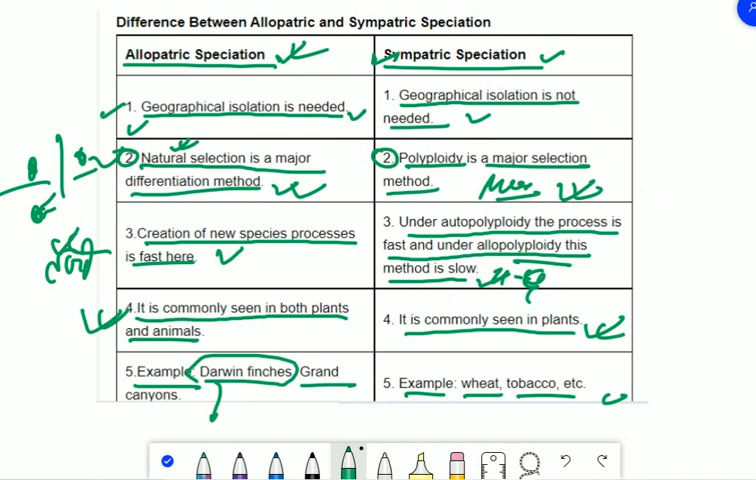 Difference Between Allopatric and Sympatric Speciation
Allopatric Speciation
Sympatric Speciation
1. Geographical isolation is needed.
1. Geographical isolation is not
needed.
2. Natural selection is a major
differentiation method.
2. Polyploidy is a major selection
method.
3.Creation of new species processes
is fast here.
3. Under autopolyploidy the process is
fast and under allopolyploidy this
method is slow.
4.It is commonly seen in both plants
and animals.
4. It is commonly seen in plants.
5.Example: Darwin finches, Grand
canyons.
5. Example: wheat, tobacco, etc.